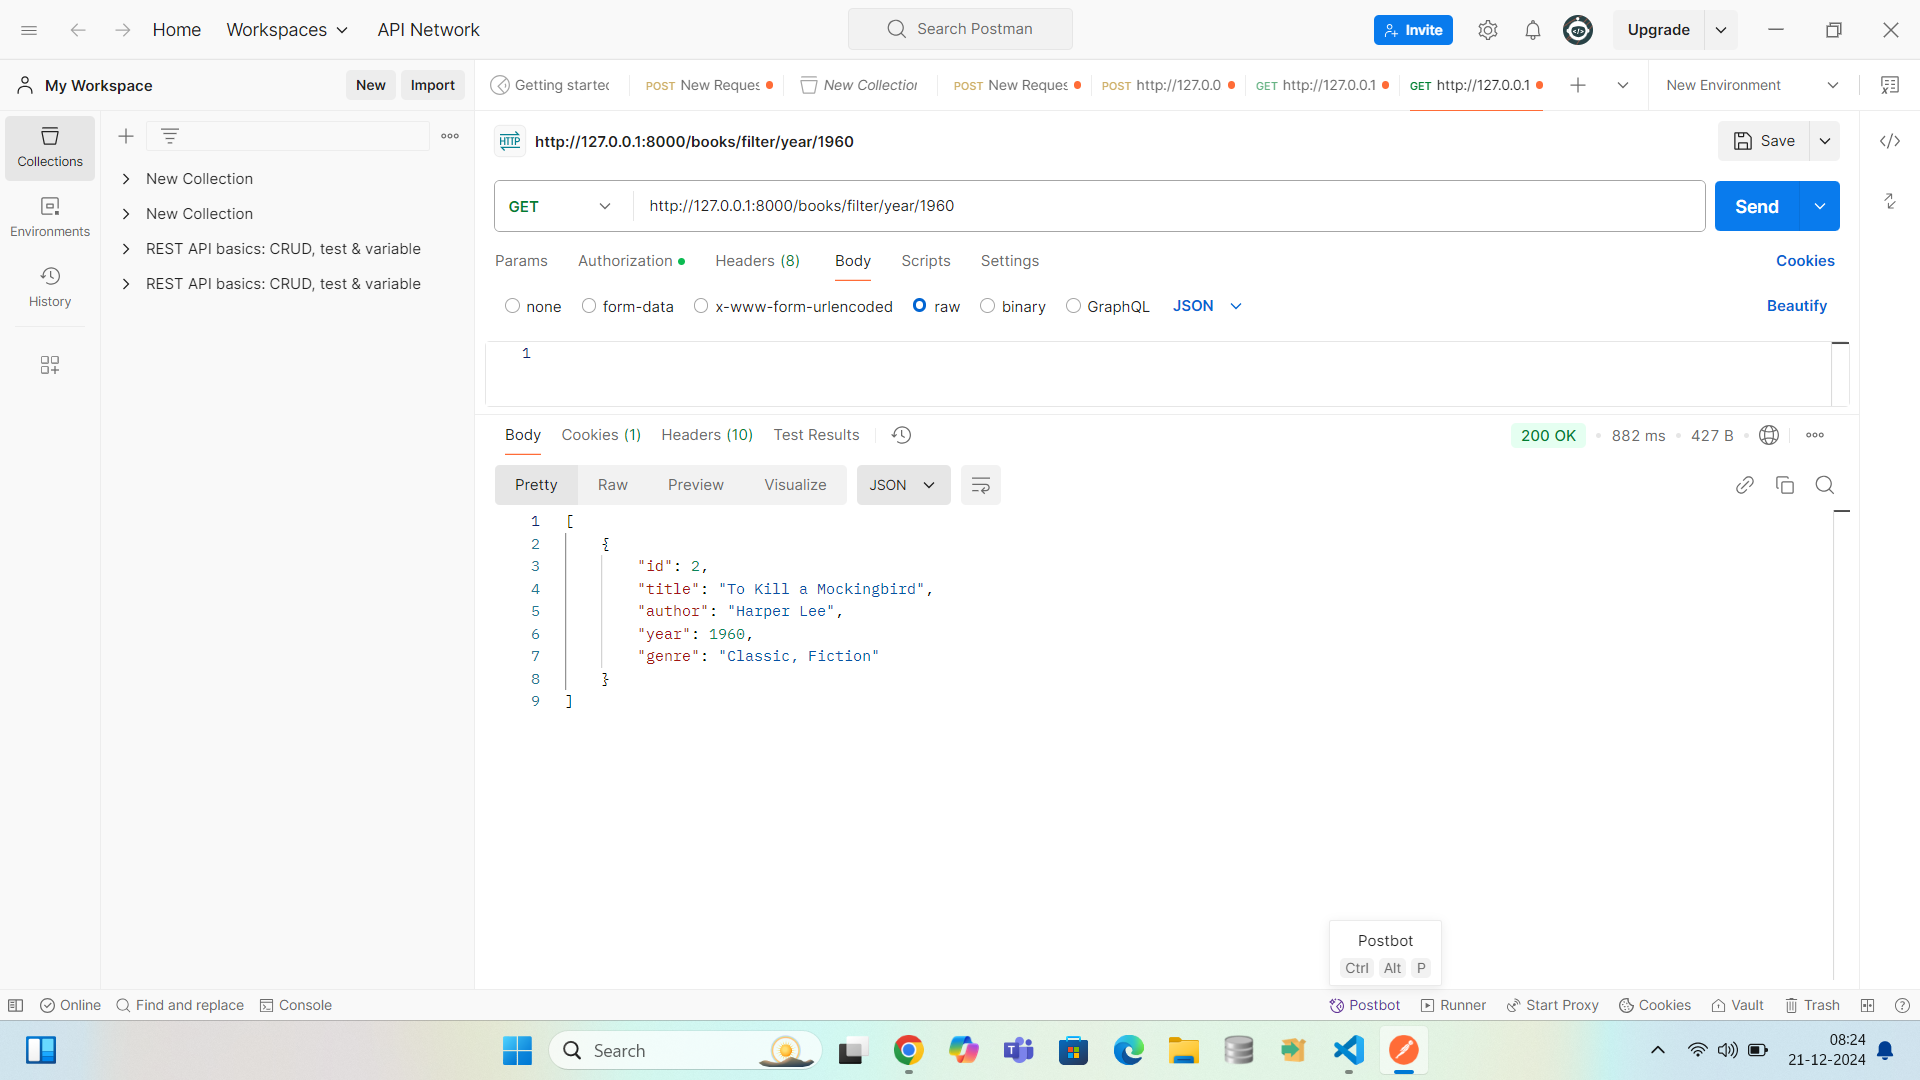 Home Workspaces API Network Search Postman Invite Upgrade
My Workspace New Import Getting started POST New Reques New Collection POST New Reques POST http://127.0.0 GET http://127.0.0.1 GET http://127.0.0.1 New Environment
Collections
Environments
History
New Collection
New Collection
REST API basics: CRUD, test & variable
REST API basics: CRUD, test & variable
HTTP http://127.0.0.1:8000/books/filter/year/1960 Save
GET http://127.0.0.1:8000/books/filter/year/1960 Send
Params Authorization Headers (8) Body Scripts Settings Cookies
none form-data x-www-form-urlencoded raw binary GraphQL JSON Beautify
1
Body Cookies (1) Headers (10) Test Results 200 OK 882 ms 427 B
Pretty Raw Preview Visualize JSON
1 [
2 {
3 "id": 2,
4 "title": "To Kill a Mockingbird",
5 "author": "Harper Lee",
6 "year": 1960,
7 "genre": "Classic, Fiction"
8 }
9 ]
Postbot
Ctrl Alt P
Online Find and replace Console Postbot Runner Start Proxy Cookies Vault Trash
Search
08:24
21-12-2024